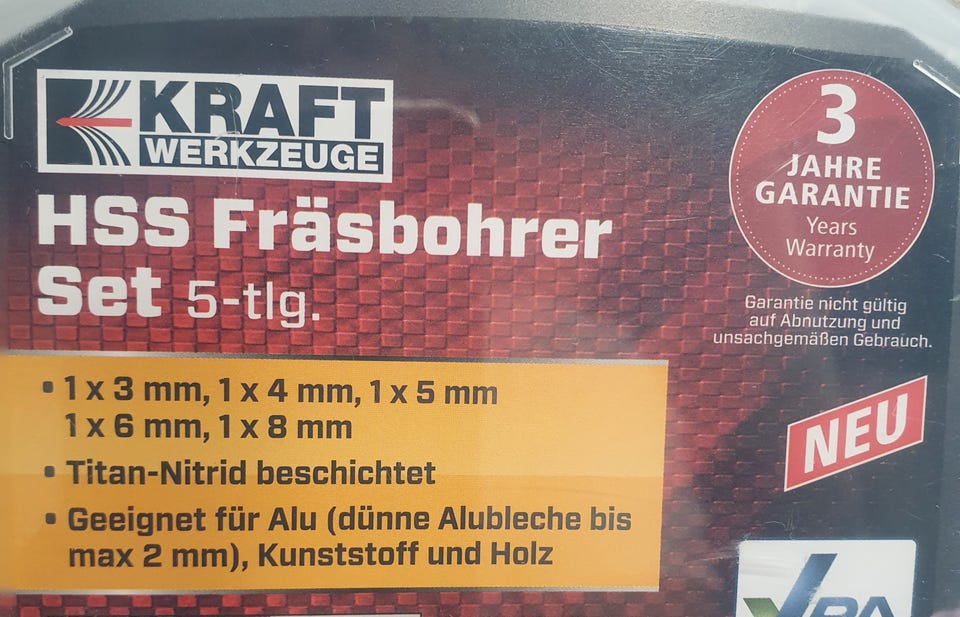 KRAFT
WERKZEUGE
HSS Fräsbohrer
Set 5-tlg.
3
JAHRE
GARANTIE
Years
Warranty
Garantie nicht gültig
auf Abnutzung und
unsachgemäßen Gebrauch.
• 1 x 3 mm, 1 x 4 mm, 1 x 5 mm
1 x 6 mm, 1 x 8 mm
• Titan-Nitrid beschichtet
• Geeignet für Alu (dünne Alubleche bis
max 2 mm), Kunststoff und Holz
NEU